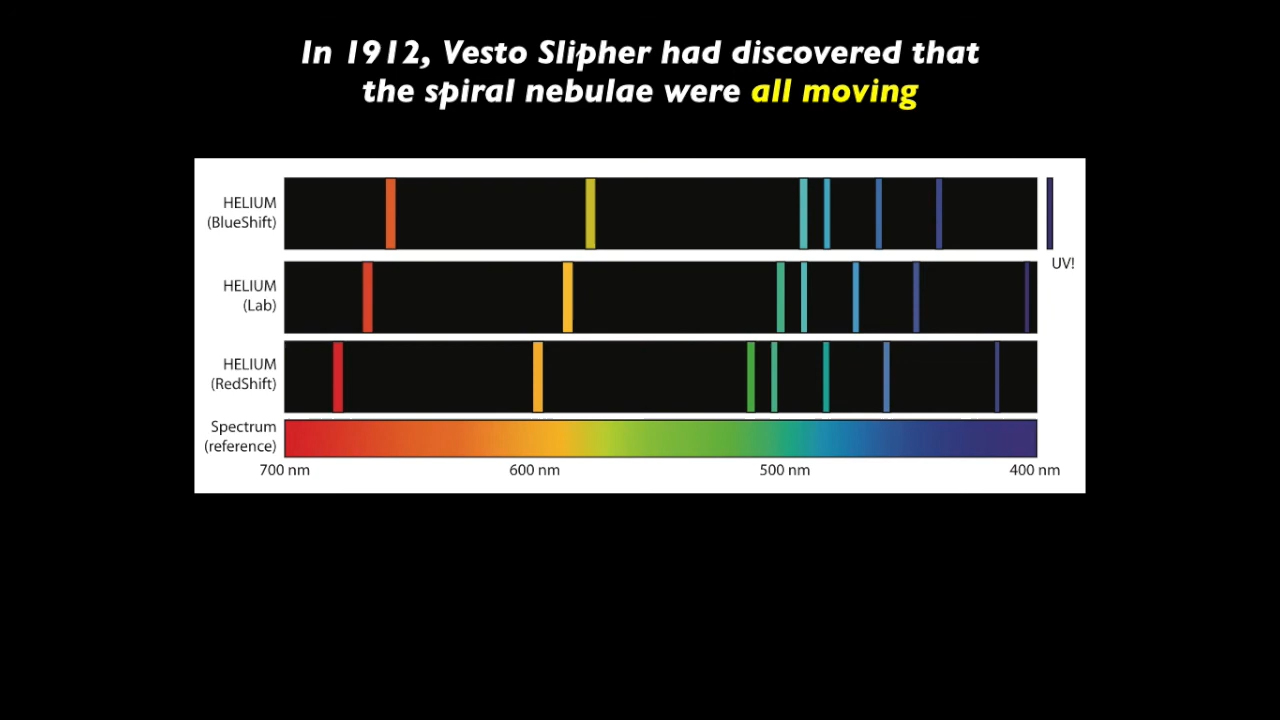 In 1912, Vesto Slipher had discovered that
the spiral nebulae were all moving
HELIUM
(BlueShift)
UV!
HELIUM
(Lab)
HELIUM
(RedShift)
Spectrum
(reference)
700 nm 600 nm 500 nm 400 nm